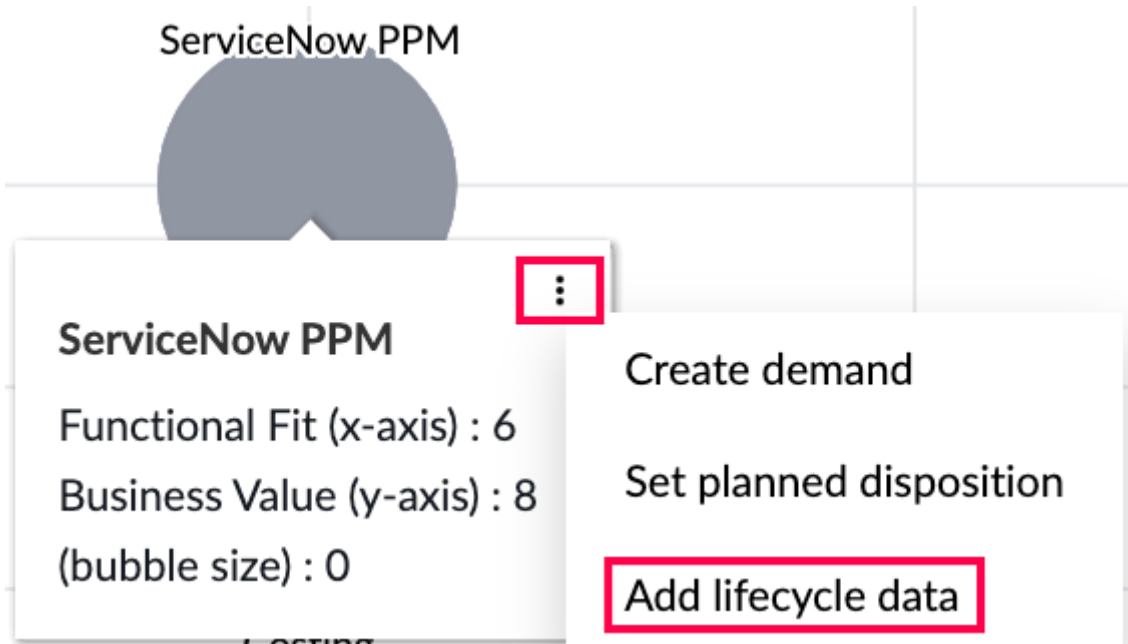 ServiceNow PPM
ServiceNow PPM
Functional Fit (x-axis) : 6
Business Value (y-axis) : 8
(bubble size) : 0
Create demand
Set planned disposition
Add lifecycle data